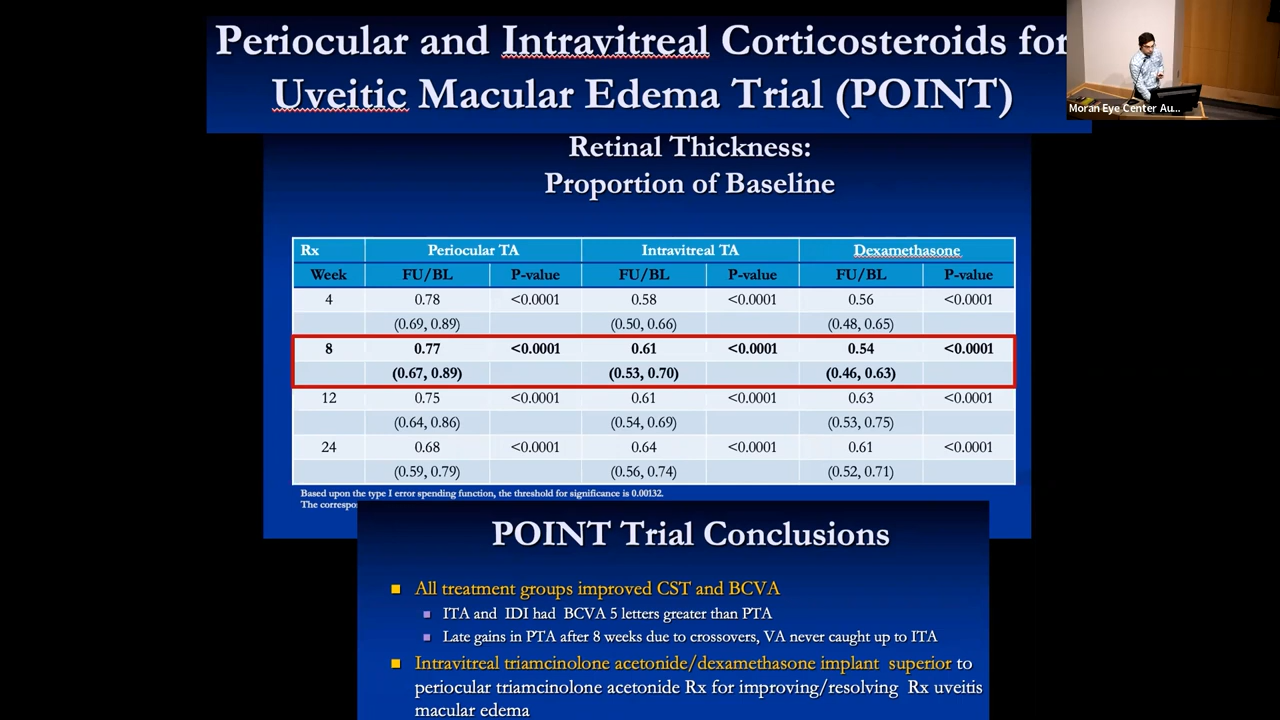 Periocular and Intravitreal Corticosteroids for
Uveitic Macular Edema Trial (POINT)
Moran Eye Center Au...
Retinal Thickness:
Proportion of Baseline
Rx Periocular TA Intravitreal TA Dexamethasone
Week FU/BL P-value FU/BL P-value FU/BL P-value
4 0.78 <0.0001 0.58 <0.0001 0.56 <0.0001
(0.69, 0.89) (0.50, 0.66) (0.48, 0.65)
8 0.77 <0.0001 0.61 <0.0001 0.54 <0.0001
(0.67, 0.89) (0.53, 0.70) (0.46, 0.63)
12 0.75 <0.0001 0.61 <0.0001 0.63 <0.0001
(0.64, 0.86) (0.54, 0.69) (0.53, 0.75)
24 0.68 <0.0001 0.64 <0.0001 0.61 <0.0001
(0.59, 0.79) (0.56, 0.74) (0.52, 0.71)
Based upon the type I error spending function, the threshold for significance is 0.00132.
The
POINT Trial Conclusions
All treatment groups improved CST and BCVA
ITA and IDI had BCVA 5 letters greater than PTA
Late gains in PTA after 8 weeks due to crossovers, VA never caught up to ITA
Intravitreal triamcinolone acetonide/dexamethasone implant superior to
periocular triamcinolone acetonide Rx for improving/resolving Rx uveitis
macular edema